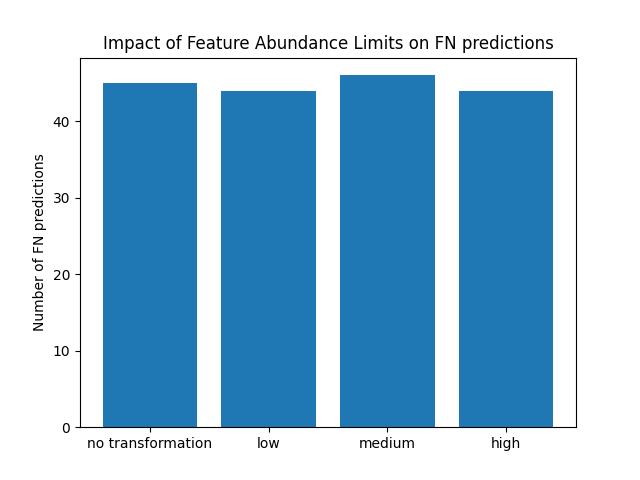 Impact of Feature Abundance Limits on FN predictions
Number of FN predictions
40
30
20
10
0
no transformation low medium high